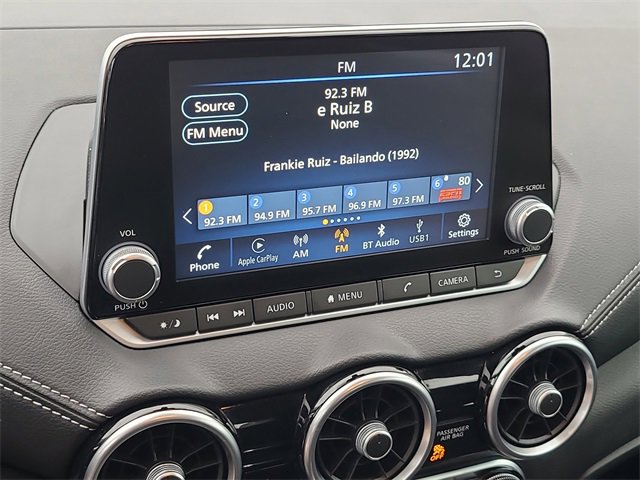 FM
12:01
Source
92.3 FM
e Ruiz B
FM Menu
None
Frankie Ruiz - Bailando (1992)
1 92.3 FM
2 94.9 FM
3 95.7 FM
4 96.9 FM
5 97.3 FM
6 80
Phone
Apple CarPlay
AM
FM
BT Audio
USB1
Settings
VOL
PUSH
TUNE·SCROLL
PUSH SOUND
AUDIO
MENU
CAMERA
PASSENGER
AIR BAG
OFF